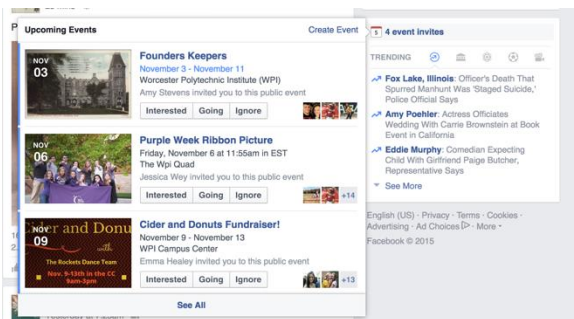 Upcoming Events
Create Event
NOV
03
Founders Keepers
November 3 - November 11
Worcester Polytechnic Institute (WPI)
Amy Stevens invited you to this public event
Interested Going Ignore
NOV
06
Purple Week Ribbon Picture
Friday, November 6 at 11:55am in EST
The Wpi Quad
Jessica Wey invited you to this public event
Interested Going Ignore
+14
NOV
09
Cider and Donu
with
The Rockets Dance Team
Nov. 9-13th in the CC
9am-3pm
Cider and Donuts Fundraiser!
November 9 - November 13
WPI Campus Center
Emma Healey invited you to this public event
Interested Going Ignore
+13
See All
5
4 event invites
TRENDING
Fox Lake, Illinois: Officer's Death That
Spurred Manhunt Was 'Staged Suicide,'
Police Official Says
Amy Poehler: Actress Officiates
Wedding With Carrie Brownstein at Book
Event in California
Eddie Murphy: Comedian Expecting
Child With Girlfriend Paige Butcher,
Representative Says
See More
English (US) · Privacy · Terms · Cookies ·
Advertising · Ad Choices · More
Facebook © 2015